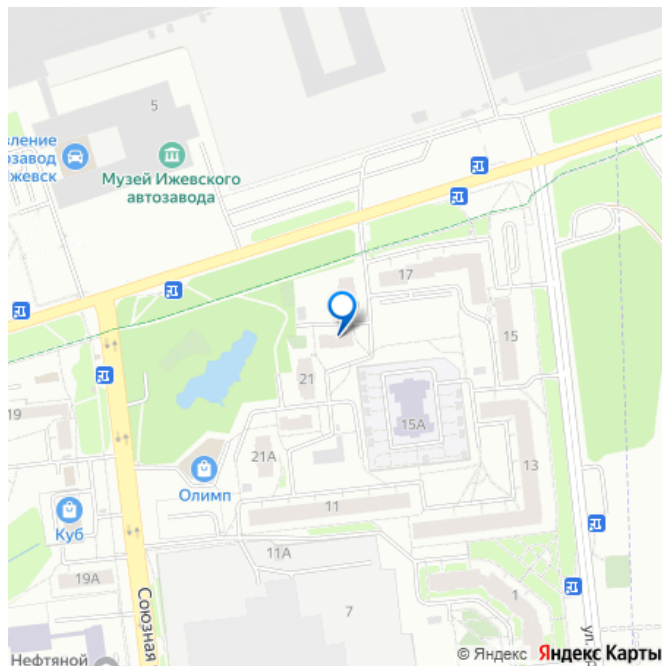 5
вление
озавод
жевск
Музей Ижевского
автозавода
17
15
21
19
15А
21А
Олимп
13
11
Куб
11А
19А
Союзная
1
7
ул.
Нефтяной
© Яндекс Яндекс Карты